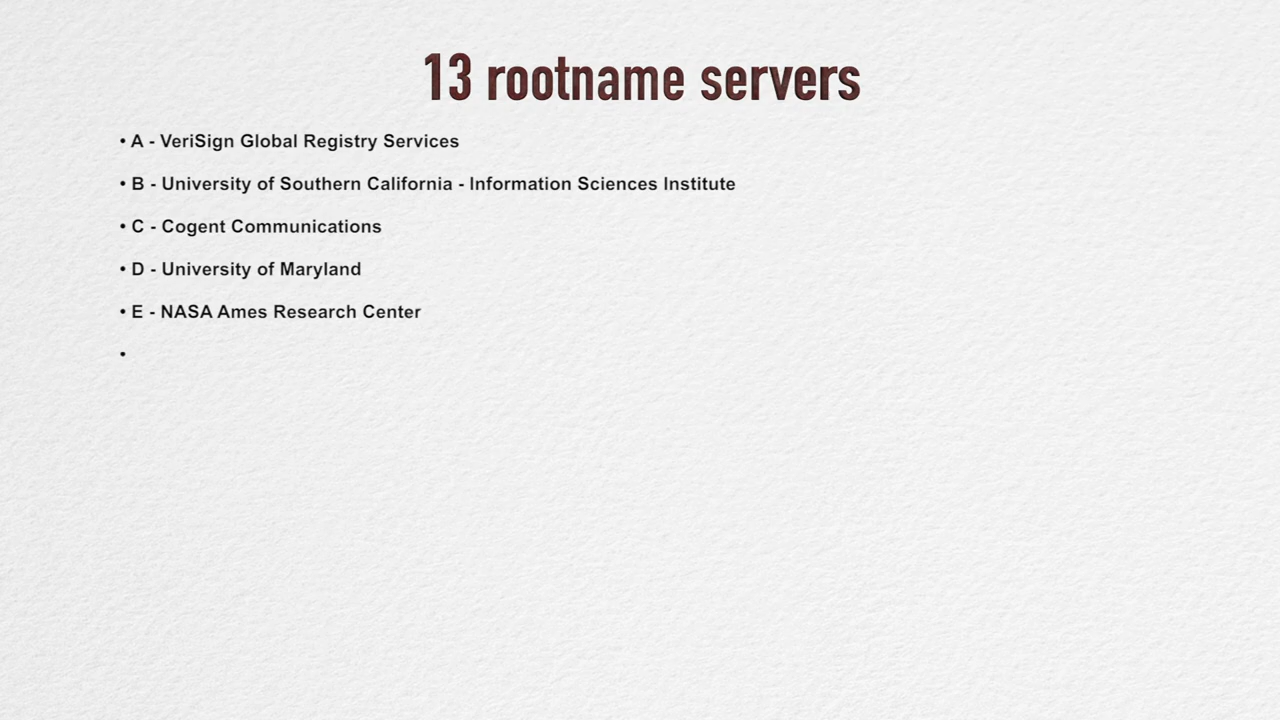 13 rootname servers
• A - VeriSign Global Registry Services
• B - University of Southern California - Information Sciences Institute
• C - Cogent Communications
• D - University of Maryland
• E - NASA Ames Research Center
•